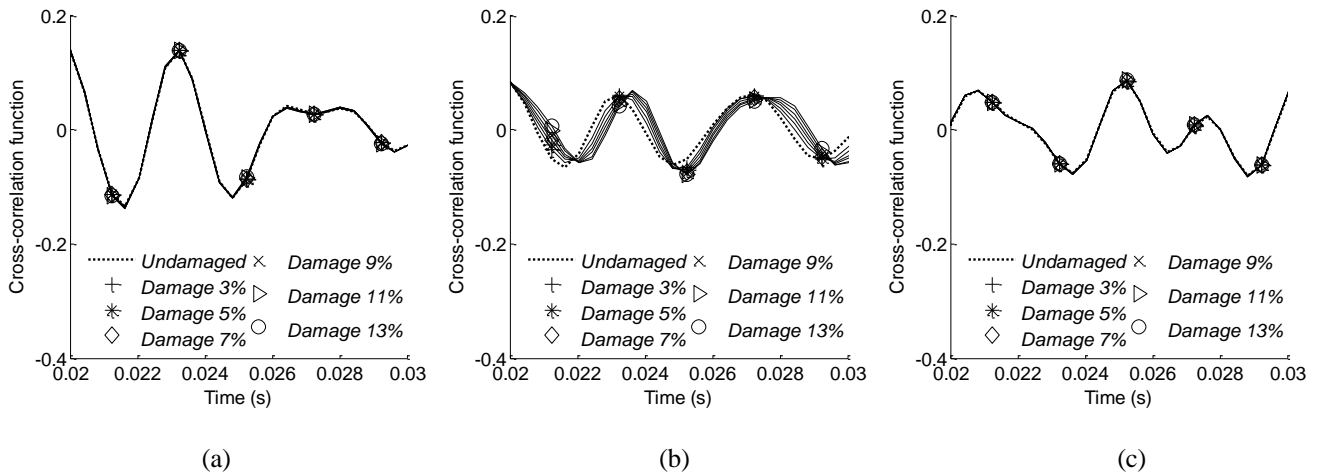 0.2
0
-0.2
-0.4
Cross-correlation function
Undamaged
Damage 3%
Damage 5%
Damage 7%
Damage 9%
Damage 11%
Damage 13%
0.02 0.022 0.024 0.026 0.028 0.03
Time (s)
(a)
0.2
0
-0.2
-0.4
Cross-correlation function
Undamaged
Damage 3%
Damage 5%
Damage 7%
Damage 9%
Damage 11%
Damage 13%
0.02 0.022 0.024 0.026 0.028 0.03
Time (s)
(b)
0.2
0
-0.2
-0.4
Cross-correlation function
Undamaged
Damage 3%
Damage 5%
Damage 7%
Damage 9%
Damage 11%
Damage 13%
0.02 0.022 0.024 0.026 0.028 0.03
Time (s)
(c)